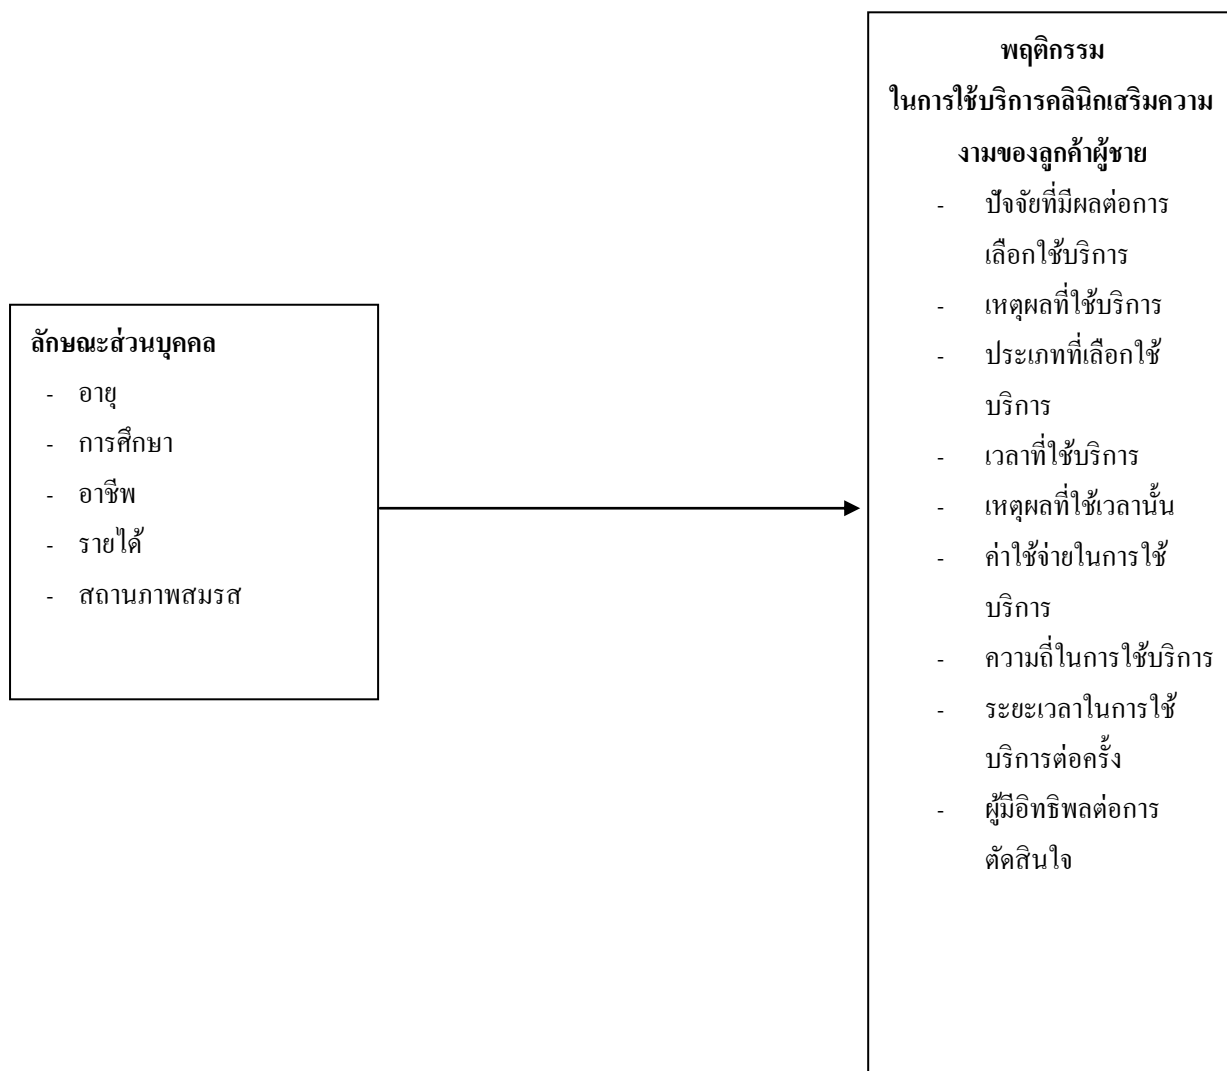 ลักษณะส่วนบุคคล
- อายุ
- การศึกษา
- อาชีพ
- รายได้
- สถานภาพสมรส
พฤติกรรม
ในการใช้บริการคลินิกเสริมความ
งามของลูกค้าผู้ชาย
- ปัจจัยที่มีผลต่อการ
เลือกใช้บริการ
- เหตุผลที่ใช้บริการ
- ประเภทที่เลือกใช้
บริการ
- เวลาที่ใช้บริการ
- เหตุผลที่ใช้เวลานั้น
- ค่าใช้จ่ายในการใช้
บริการ
- ความถี่ในการใช้บริการ
- ระยะเวลาในการใช้
บริการต่อครั้ง
- ผู้มีอิทธิพลต่อการ
ตัดสินใจ